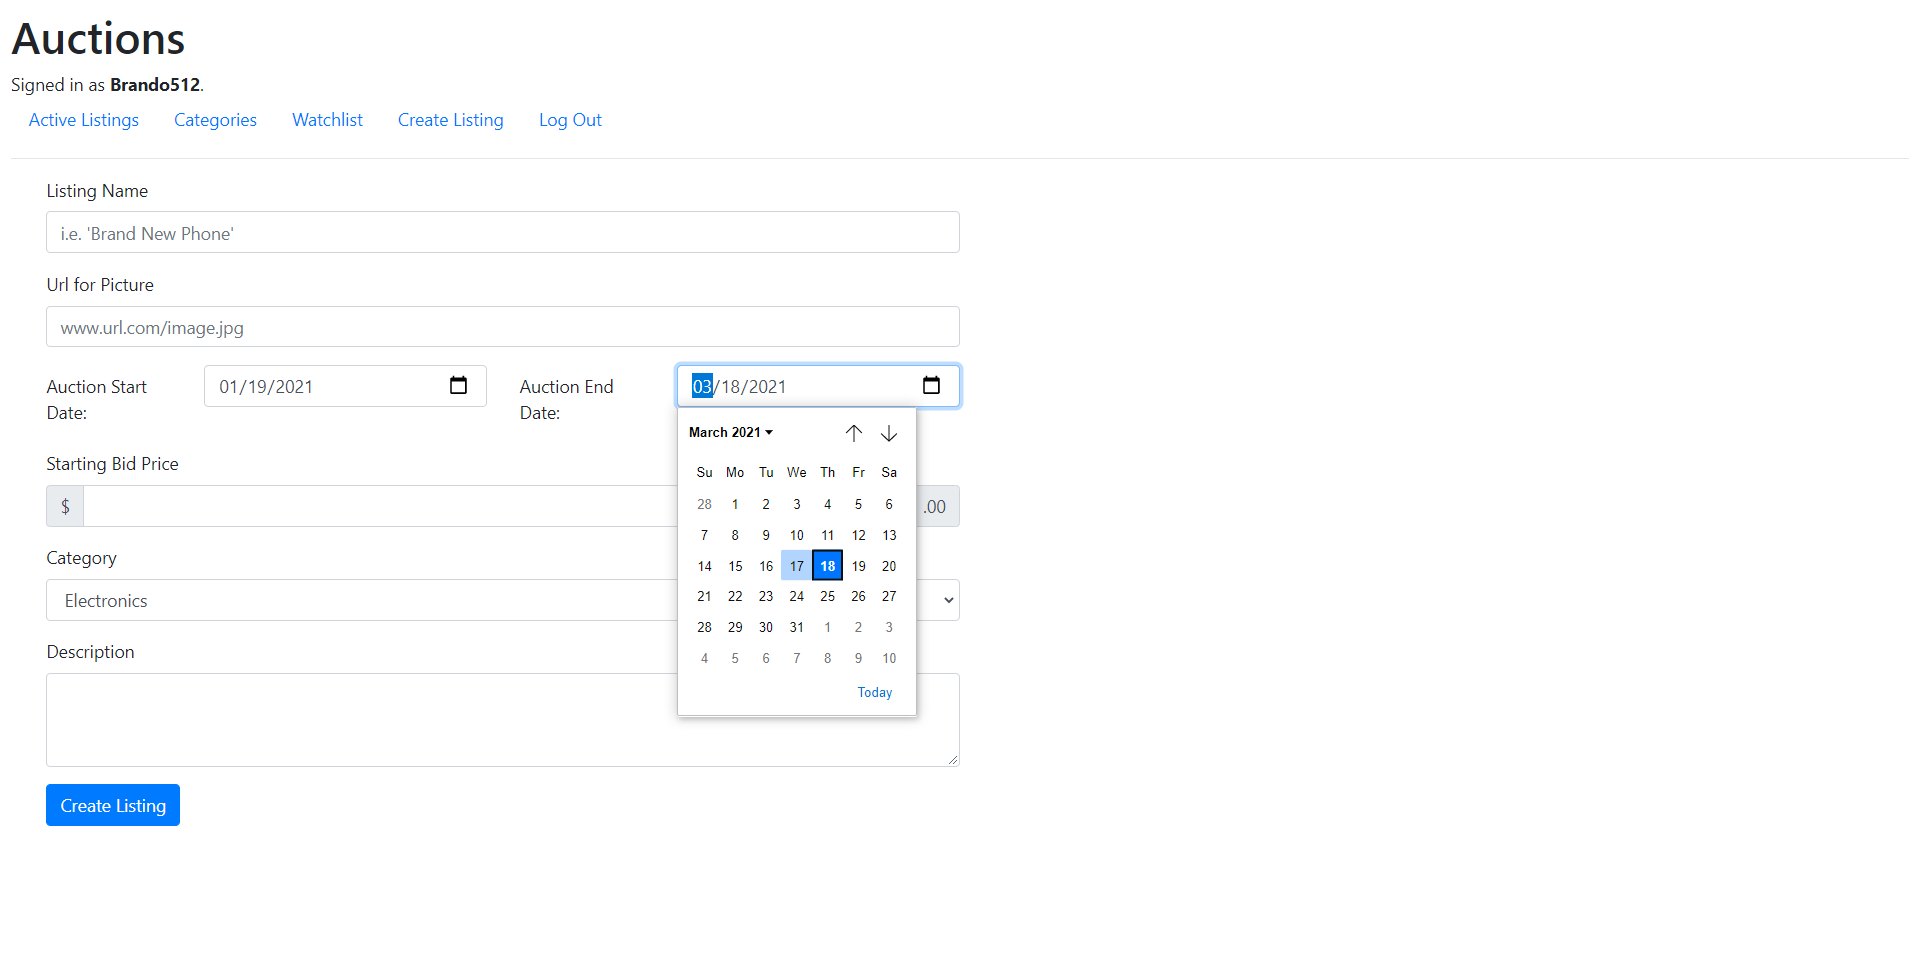 Auctions
Signed in as Brando512.
Active Listings Categories Watchlist Create Listing Log Out
Listing Name
i.e. 'Brand New Phone'
Url for Picture
www.url.com/image.jpg
Auction Start Date:
01/19/2021
Auction End Date:
03/18/2021
March 2021
Su Mo Tu We Th Fr Sa
28 1 2 3 4 5 6
7 8 9 10 11 12 13
14 15 16 17 18 19 20
21 22 23 24 25 26 27
28 29 30 31 1 2 3
4 5 6 7 8 9 10
Today
Starting Bid Price
$ .00
Category
Electronics
Description
Create Listing